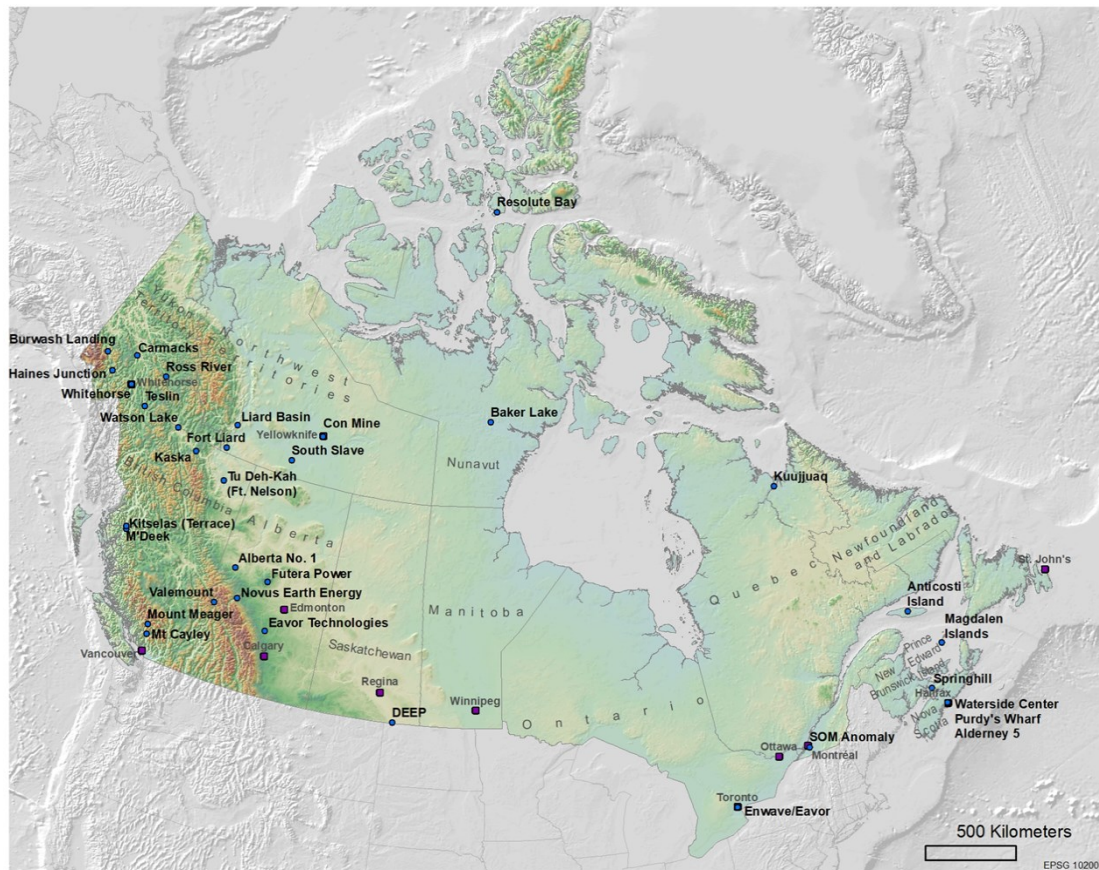 Resolute Bay
Yukon
Territory
Northwest
Territories
Burwash Landing
Carmacks
Haines Junction
Ross River
Whitehorse
Whitehorse
Teslin
Watson Lake
Liard Basin
Con Mine
Baker Lake
Fort Liard
Yellowknife
Kaska
South Slave
Nunavut
Kuujjuaq
Tu Deh-Kah
(Ft. Nelson)
British Columbia
Alberta
Kitselas (Terrace)
M'Deek
Newfoundland
and Labrador
St. John's
Alberta No. 1
Futera Power
Quebec
Valemount
Novus Earth Energy
Edmonton
Manitoba
Anticosti
Island
Mount Meager
Eavor Technologies
Magdalen
Islands
Mt Cayley
Saskatchewan
Prince
Edward
Island
Vancouver
Calgary
New
Brunswick
Regina
Springhill
Halifax
Winnipeg
Nova
Scotia
Waterside Center
Purdy's Wharf
Alderney 5
DEEP
Ontario
SOM Anomaly
Ottawa
Montréal
Toronto
Enwave/Eavor
500 Kilometers
EPSG 10200